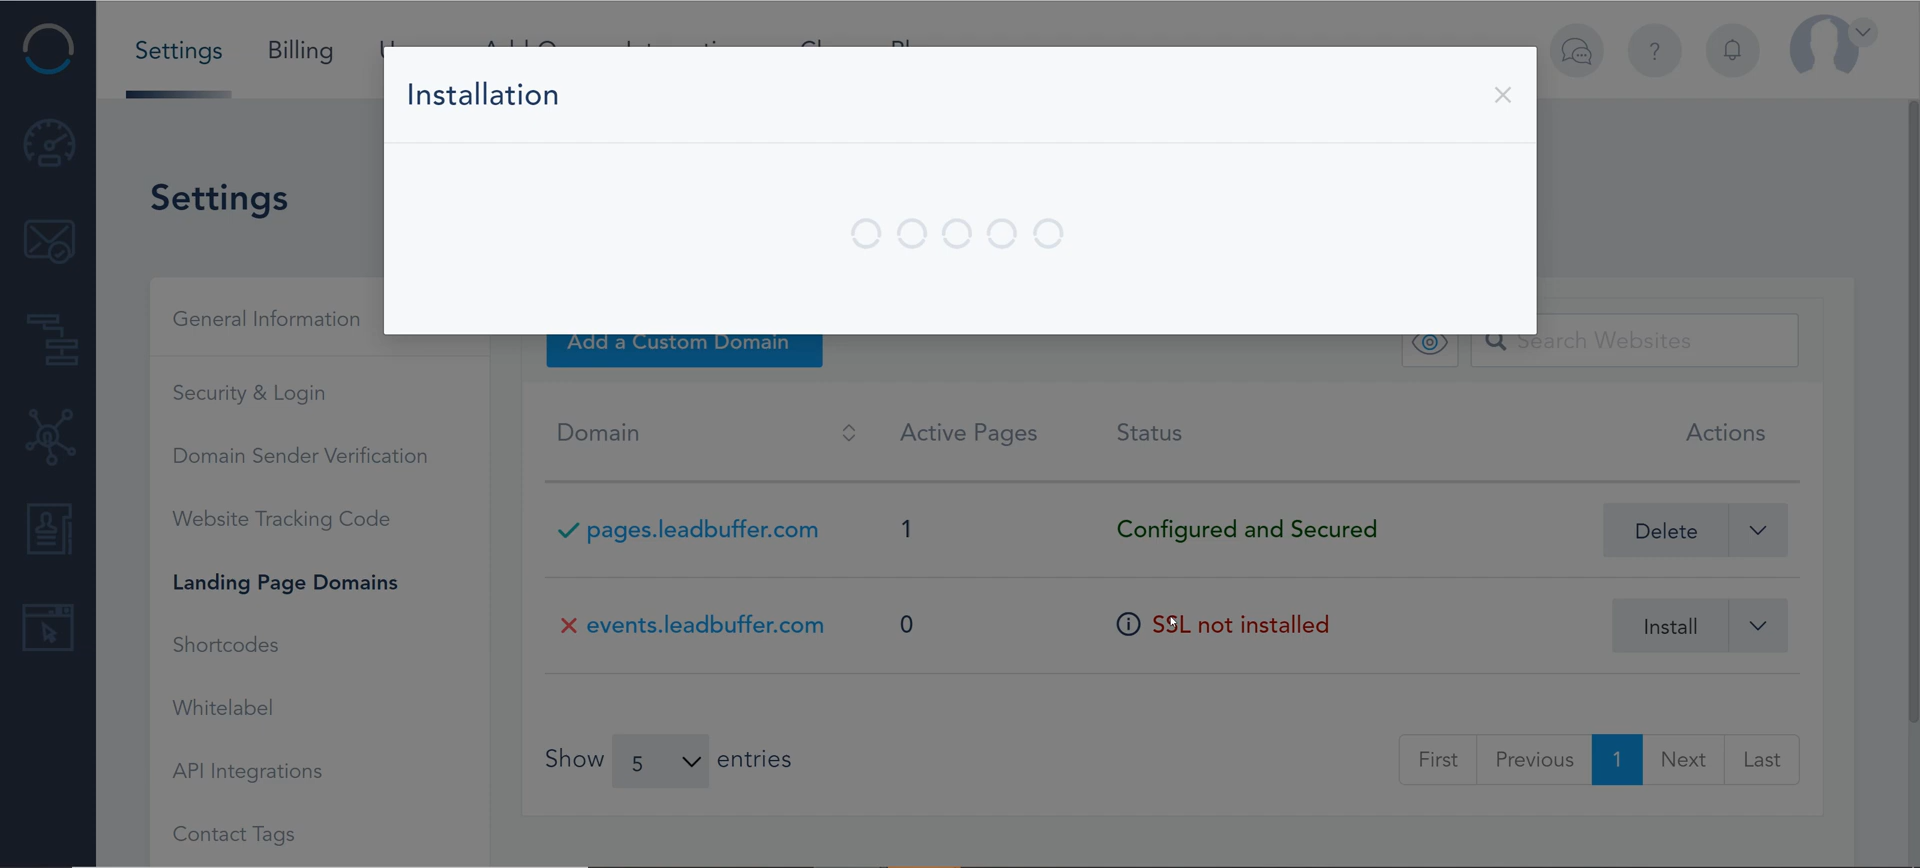 Settings
Billing
?
Installation
×
Settings
General Information
Security & Login
Domain Sender Verification
Website Tracking Code
Landing Page Domains
Shortcodes
Whitelabel
API Integrations
Contact Tags
Add a Custom Domain
Search Websites
Domain Active Pages Status Actions
pages.leadbuffer.com 1 Configured and Secured Delete
events.leadbuffer.com 0 SSL not installed Install
Show 5 entries
First Previous 1 Next Last